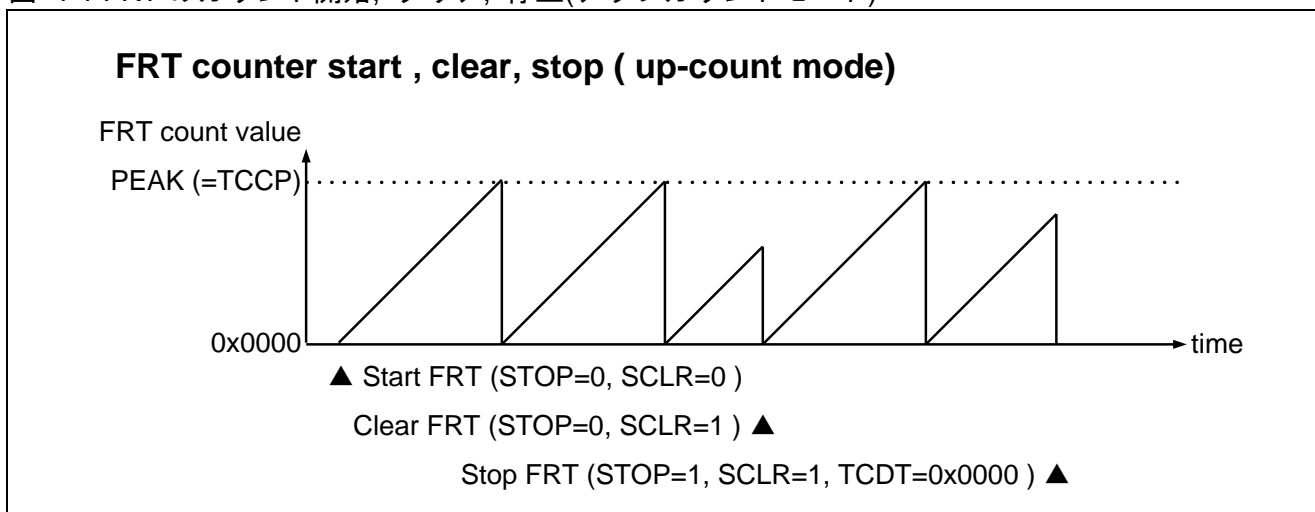 FRT counter start , clear, stop ( up-count mode)
FRT count value
PEAK (=TCCP)
0x0000
time
▲ Start FRT (STOP=0, SCLR=0 )
Clear FRT (STOP=0, SCLR=1 ) ▲
Stop FRT (STOP=1, SCLR=1, TCDT=0x0000 ) ▲